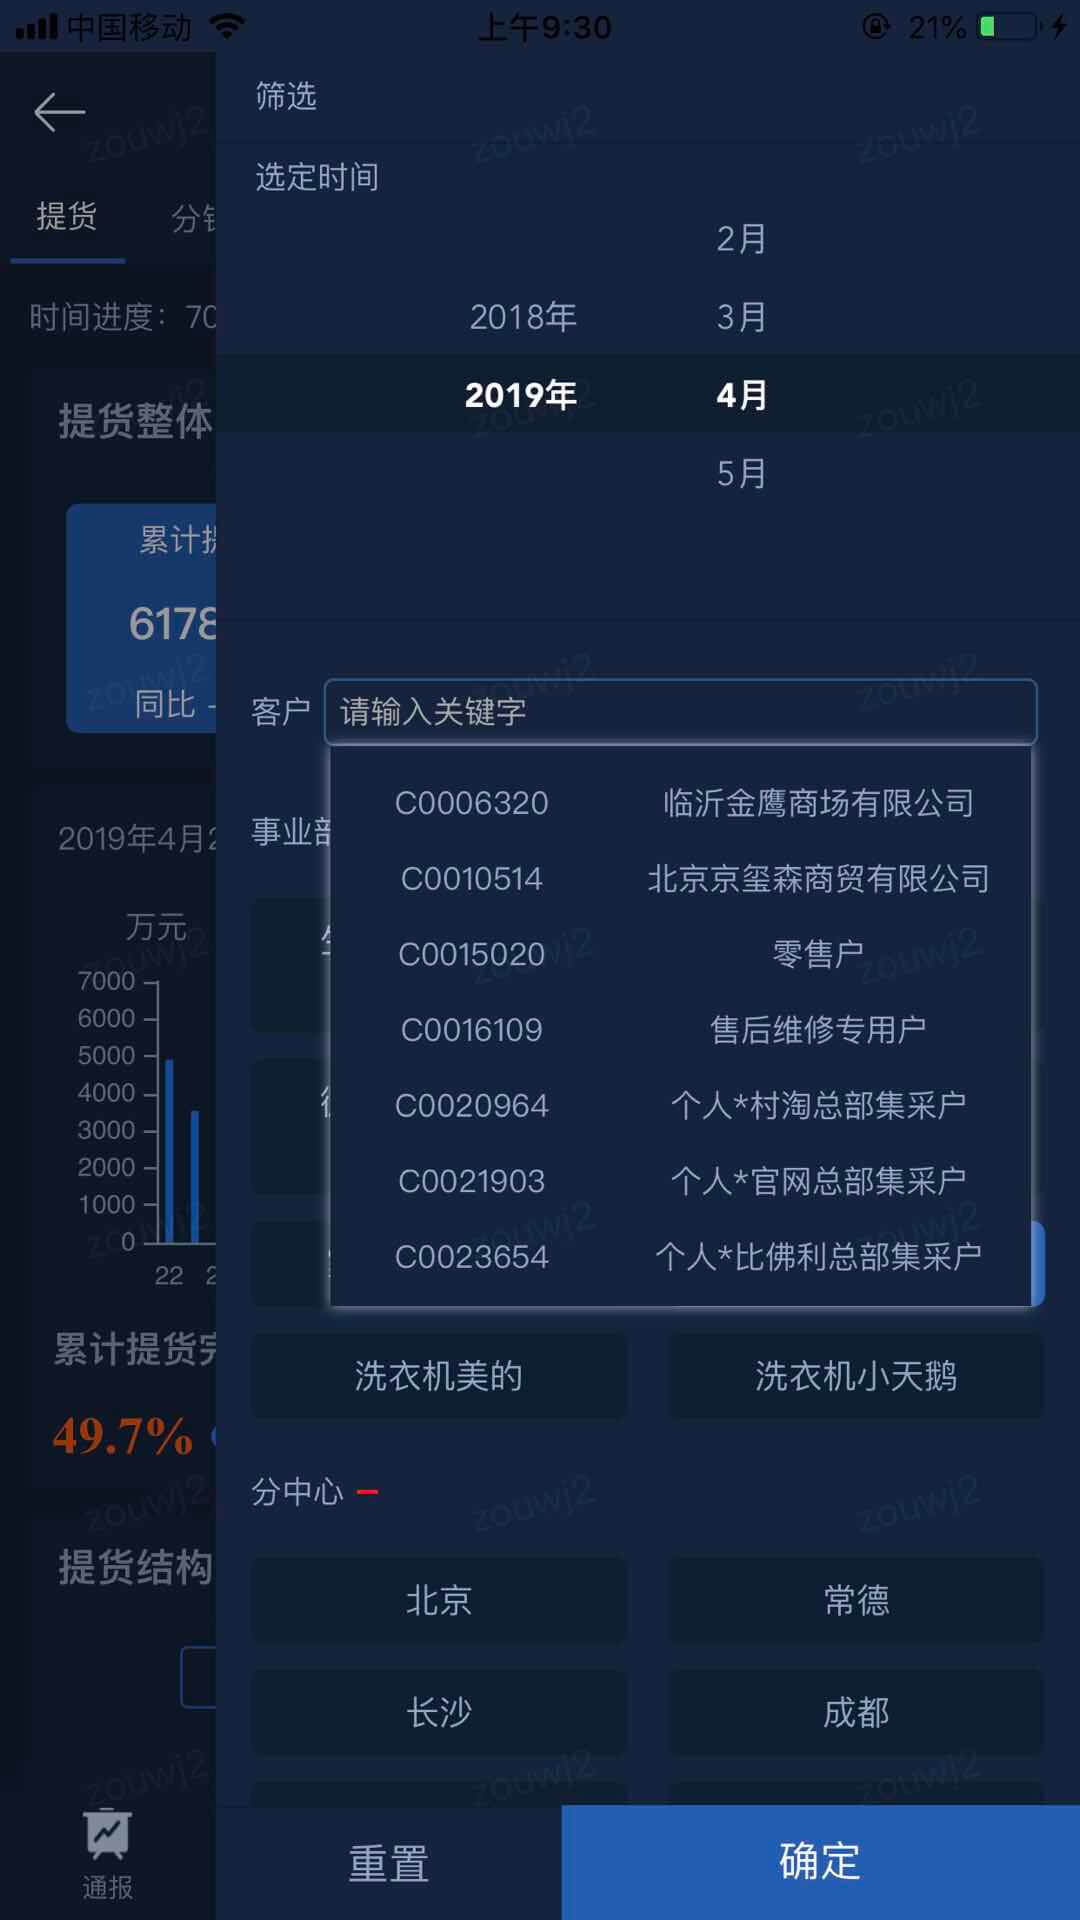 中国移动
上午9:30
21%
筛选
选定时间
提货
分
2月
时间进度：70
2018年
3月
2019年
4月
提货整体
5月
累计
6178
同比 -
客户
请输入关键字
C0006320
临沂金鹰商场有限公司
事业部
C0010514
北京京玺森商贸有限公司
C0015020
零售户
C0016109
售后维修专用户
C0020964
个人*村淘总部集采户
C0021903
个人*官网总部集采户
C0023654
个人*比佛利总部集采户
2019年4月2
万元
7000
6000
5000
4000
3000
2000
1000
0
22
2
累计提货完
49.7%
洗衣机美的
洗衣机小天鹅
分中心
提货结构
北京
常德
长沙
成都
通报
重置
确定
zouwj2